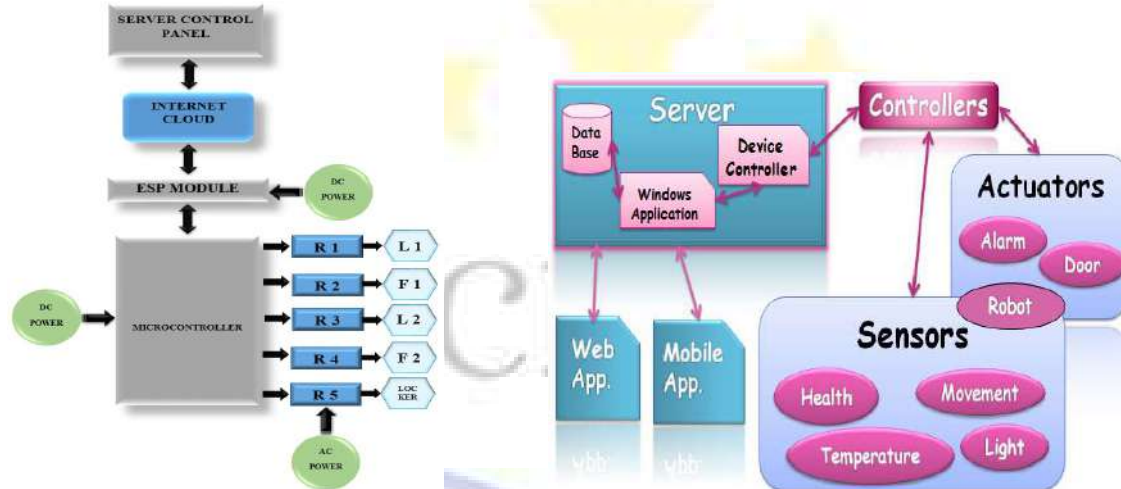 SERVER CONTROL
PANEL
INTERNET
CLOUD
ESP MODULE
DC
POWER
R 1
L 1
R 2
F 1
DC
POWER
MICROCONTROLLER
R 3
L 2
R 4
F 2
R 5
LOC
KER
AC
POWER
Server
Data
Base
Device
Controller
Windows
Application
Controllers
Actuators
Alarm
Door
Robot
Sensors
Health
Movement
Temperature
Light
Web
App.
Mobile
App.